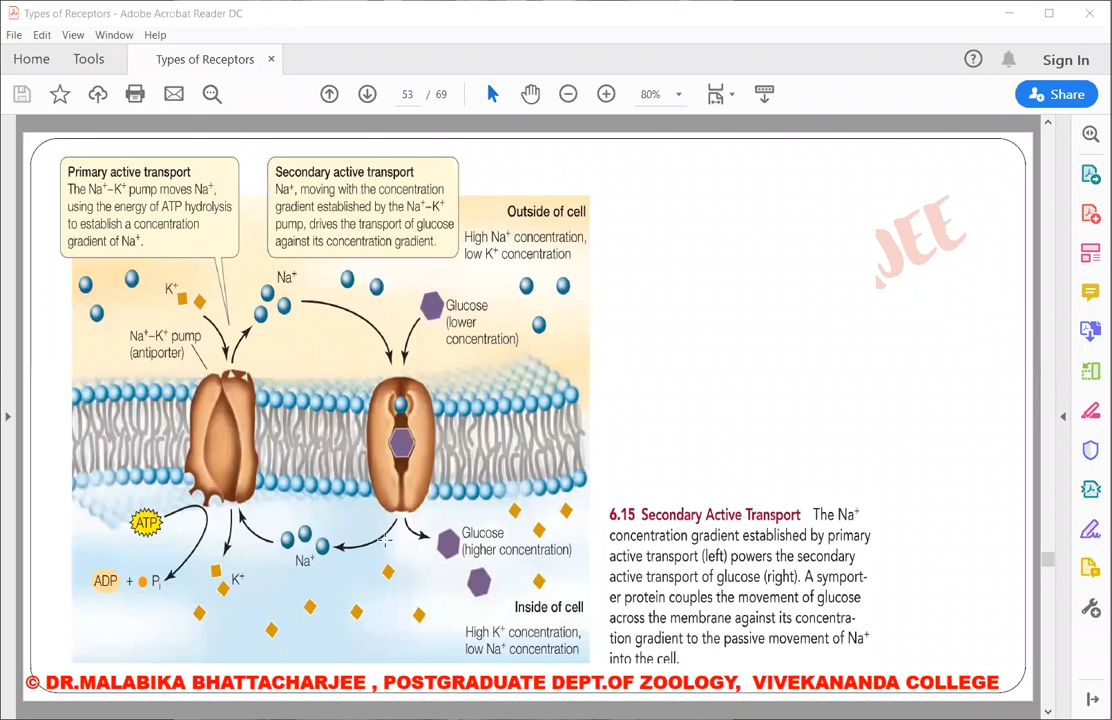 Types of Receptors - Adobe Acrobat Reader DC
File Edit View Window Help
Home Tools Types of Receptors × Sign In
53 / 69 80% Share
JEE
Primary active transport
The Na⁺–K⁺ pump moves Na⁺,
using the energy of ATP hydrolysis
to establish a concentration
gradient of Na⁺.
Secondary active transport
Na⁺, moving with the concentration
gradient established by the Na⁺–K⁺
pump, drives the transport of glucose
against its concentration gradient.
Outside of cell
High Na⁺ concentration,
low K⁺ concentration
Na⁺
K⁺
Glucose
(lower
concentration)
Na⁺–K⁺ pump
(antiporter)
ATP
ADP + Pi
K⁺
Na⁺
Glucose
(higher concentration)
Inside of cell
High K⁺ concentration,
low Na⁺ concentration
6.15 Secondary Active Transport The Na⁺
concentration gradient established by primary
active transport (left) powers the secondary
active transport of glucose (right). A symport-
er protein couples the movement of glucose
across the membrane against its concentra-
tion gradient to the passive movement of Na⁺
into the cell.
© DR.MALABIKA BHATTACHARJEE , POSTGRADUATE DEPT.OF ZOOLOGY, VIVEKANANDA COLLEGE